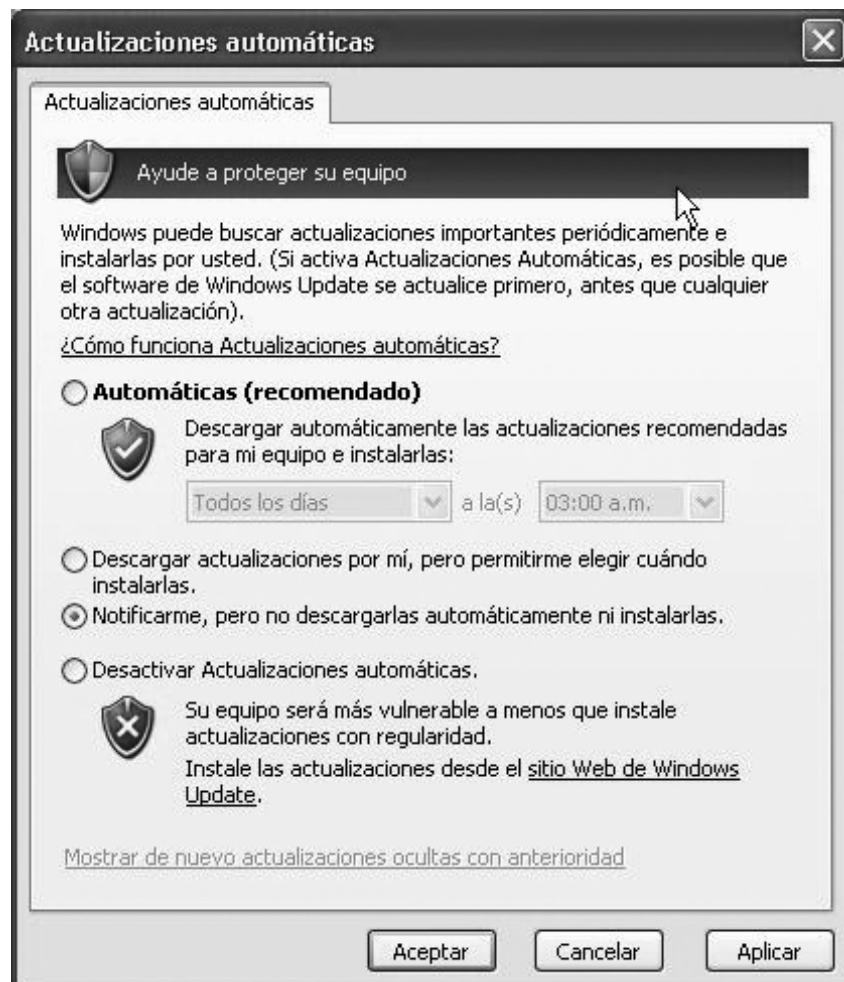 Actualizaciones automáticas
Actualizaciones automáticas
Ayude a proteger su equipo
Windows puede buscar actualizaciones importantes periódicamente e
instalarlas por usted. (Si activa Actualizaciones Automáticas, es posible que
el software de Windows Update se actualice primero, antes que cualquier
otra actualización).
¿Cómo funciona Actualizaciones automáticas?
Automáticas (recomendado)
Descargar automáticamente las actualizaciones recomendadas
para mi equipo e instalarlas:
Todos los días a la(s) 03:00 a.m.
Descargar actualizaciones por mí, pero permitirme elegir cuándo
instalarlas.
Notificarme, pero no descargarlas automáticamente ni instalarlas.
Desactivar Actualizaciones automáticas.
Su equipo será más vulnerable a menos que instale
actualizaciones con regularidad.
Instale las actualizaciones desde el sitio Web de Windows
Update.
Mostrar de nuevo actualizaciones ocultas con anterioridad
Aceptar Cancelar Aplicar